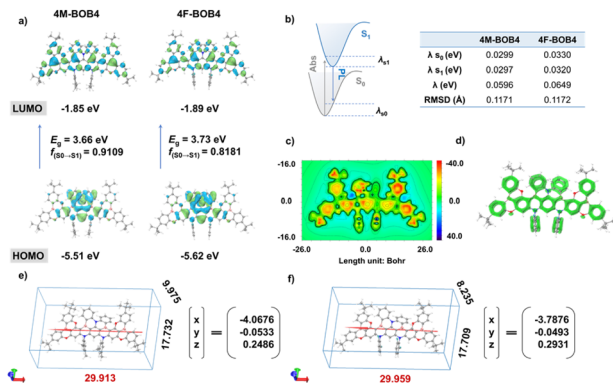 a)
4M-BOB4
4F-BOB4
LUMO
-1.85 eV
-1.89 eV
Eg = 3.66 eV
f(S0→S1) = 0.9109
Eg = 3.73 eV
f(S0→S1) = 0.8181
HOMO
-5.51 eV
-5.62 eV
b)
S1
Abs
PL
S0
λs1
λs0
4M-BOB4 4F-BOB4
λ s0 (eV) 0.0299 0.0330
λ s1 (eV) 0.0297 0.0320
λ (eV) 0.0596 0.0649
RMSD (Å) 0.1171 0.1172
c)
-16.0
0.0
-16.0
-26.0
0.0
26.0
Length unit: Bohr
-40.0
0.0
40.0
d)
e)
9.975
17.732
29.913
x
y
z
=
-4.0676
-0.0533
0.2486
f)
8.235
17.709
29.959
x
y
z
=
-3.7876
-0.0493
0.2931